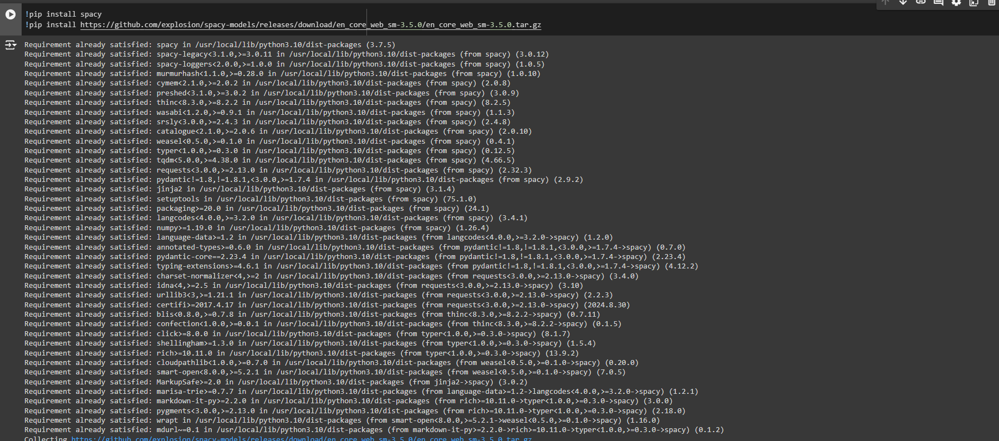 !pip install spacy
!pip install https://github.com/explosion/spacy-models/releases/download/en_core_web_sm-3.5.0/en_core_web_sm-3.5.0.tar.gz
Requirement already satisfied: spacy in /usr/local/lib/python3.10/dist-packages (3.7.5)
Requirement already satisfied: spacy-legacy<3.1.0,>=3.0.11 in /usr/local/lib/python3.10/dist-packages (from spacy) (3.0.12)
Requirement already satisfied: spacy-loggers<2.0.0,>=1.0.0 in /usr/local/lib/python3.10/dist-packages (from spacy) (1.0.5)
Requirement already satisfied: murmurhash<1.1.0,>=0.28.0 in /usr/local/lib/python3.10/dist-packages (from spacy) (1.0.10)
Requirement already satisfied: cymem<2.1.0,>=2.0.2 in /usr/local/lib/python3.10/dist-packages (from spacy) (2.0.8)
Requirement already satisfied: preshed<3.1.0,>=3.0.2 in /usr/local/lib/python3.10/dist-packages (from spacy) (3.0.9)
Requirement already satisfied: thinc<8.3.0,>=8.2.2 in /usr/local/lib/python3.10/dist-packages (from spacy) (8.2.5)
Requirement already satisfied: wasabi<1.2.0,>=0.9.1 in /usr/local/lib/python3.10/dist-packages (from spacy) (1.1.3)
Requirement already satisfied: srsly<3.0.0,>=2.4.3 in /usr/local/lib/python3.10/dist-packages (from spacy) (2.4.8)
Requirement already satisfied: catalogue<2.1.0,>=2.0.6 in /usr/local/lib/python3.10/dist-packages (from spacy) (2.0.10)
Requirement already satisfied: weasel<0.5.0,>=0.1.0 in /usr/local/lib/python3.10/dist-packages (from spacy) (0.4.1)
Requirement already satisfied: typer<1.0.0,>=0.3.0 in /usr/local/lib/python3.10/dist-packages (from spacy) (0.12.5)
Requirement already satisfied: tqdm<5.0.0,>=4.38.0 in /usr/local/lib/python3.10/dist-packages (from spacy) (4.66.5)
Requirement already satisfied: requests<3.0.0,>=2.13.0 in /usr/local/lib/python3.10/dist-packages (from spacy) (2.32.3)
Requirement already satisfied: pydantic!=1.8,!=1.8.1,<3.0.0,>=1.7.4 in /usr/local/lib/python3.10/dist-packages (from spacy) (2.9.2)
Requirement already satisfied: jinja2 in /usr/local/lib/python3.10/dist-packages (from spacy) (3.1.4)
Requirement already satisfied: setuptools in /usr/local/lib/python3.10/dist-packages (from spacy) (75.1.0)
Requirement already satisfied: packaging>=20.0 in /usr/local/lib/python3.10/dist-packages (from spacy) (24.1)
Requirement already satisfied: langcodes<4.0.0,>=3.2.0 in /usr/local/lib/python3.10/dist-packages (from spacy) (3.4.1)
Requirement already satisfied: numpy>=1.19.0 in /usr/local/lib/python3.10/dist-packages (from spacy) (1.26.4)
Requirement already satisfied: language-data>=1.2 in /usr/local/lib/python3.10/dist-packages (from langcodes<4.0.0,>=3.2.0->spacy) (1.2.0)
Requirement already satisfied: annotated-types>=0.6.0 in /usr/local/lib/python3.10/dist-packages (from pydantic!=1.8,!=1.8.1,<3.0.0,>=1.7.4->spacy) (0.7.0)
Requirement already satisfied: pydantic-core==2.23.4 in /usr/local/lib/python3.10/dist-packages (from pydantic!=1.8,!=1.8.1,<3.0.0,>=1.7.4->spacy) (2.23.4)
Requirement already satisfied: typing-extensions>=4.6.1 in /usr/local/lib/python3.10/dist-packages (from pydantic!=1.8,!=1.8.1,<3.0.0,>=1.7.4->spacy) (4.12.2)
Requirement already satisfied: charset-normalizer<4,>=2 in /usr/local/lib/python3.10/dist-packages (from requests<3.0.0,>=2.13.0->spacy) (3.4.0)
Requirement already satisfied: idna<4,>=2.5 in /usr/local/lib/python3.10/dist-packages (from requests<3.0.0,>=2.13.0->spacy) (3.10)
Requirement already satisfied: urllib3<3,>=1.21.1 in /usr/local/lib/python3.10/dist-packages (from requests<3.0.0,>=2.13.0->spacy) (2.2.3)
Requirement already satisfied: certifi>=2017.4.17 in /usr/local/lib/python3.10/dist-packages (from requests<3.0.0,>=2.13.0->spacy) (2024.8.30)
Requirement already satisfied: blis<0.8.0,>=0.7.8 in /usr/local/lib/python3.10/dist-packages (from thinc<8.3.0,>=8.2.2->spacy) (0.7.11)
Requirement already satisfied: confection<1.0.0,>=0.0.1 in /usr/local/lib/python3.10/dist-packages (from thinc<8.3.0,>=8.2.2->spacy) (0.1.5)
Requirement already satisfied: click>=8.0.0 in /usr/local/lib/python3.10/dist-packages (from typer<1.0.0,>=0.3.0->spacy) (8.1.7)
Requirement already satisfied: shellingham>=1.3.0 in /usr/local/lib/python3.10/dist-packages (from typer<1.0.0,>=0.3.0->spacy) (1.5.4)
Requirement already satisfied: rich>=10.11.0 in /usr/local/lib/python3.10/dist-packages (from typer<1.0.0,>=0.3.0->spacy) (13.9.2)
Requirement already satisfied: cloudpathlib<1.0.0,>=0.7.0 in /usr/local/lib/python3.10/dist-packages (from weasel<0.5.0,>=0.1.0->spacy) (0.20.0)
Requirement already satisfied: smart-open<8.0.0,>=5.2.1 in /usr/local/lib/python3.10/dist-packages (from weasel<0.5.0,>=0.1.0->spacy) (7.0.5)
Requirement already satisfied: MarkupSafe>=2.0 in /usr/local/lib/python3.10/dist-packages (from jinja2->spacy) (3.0.2)
Requirement already satisfied: marisa-trie>=0.7.7 in /usr/local/lib/python3.10/dist-packages (from language-data>=1.2->langcodes<4.0.0,>=3.2.0->spacy) (1.2.1)
Requirement already satisfied: markdown-it-py>=2.2.0 in /usr/local/lib/python3.10/dist-packages (from rich>=10.11.0->typer<1.0.0,>=0.3.0->spacy) (3.0.0)
Requirement already satisfied: pygments<3.0.0,>=2.13.0 in /usr/local/lib/python3.10/dist-packages (from rich>=10.11.0->typer<1.0.0,>=0.3.0->spacy) (2.18.0)
Requirement already satisfied: wrapt in /usr/local/lib/python3.10/dist-packages (from smart-open<8.0.0,>=5.2.1->weasel<0.5.0,>=0.1.0->spacy) (1.16.0)
Requirement already satisfied: mdurl~=0.1 in /usr/local/lib/python3.10/dist-packages (from markdown-it-py>=2.2.0->rich>=10.11.0->typer<1.0.0,>=0.3.0->spacy) (0.1.2)
Collecting https://github.com/explosion/spacy-models/releases/download/en_core_web_sm-3.5.0/en_core_web_sm-3.5.0.tar.gz